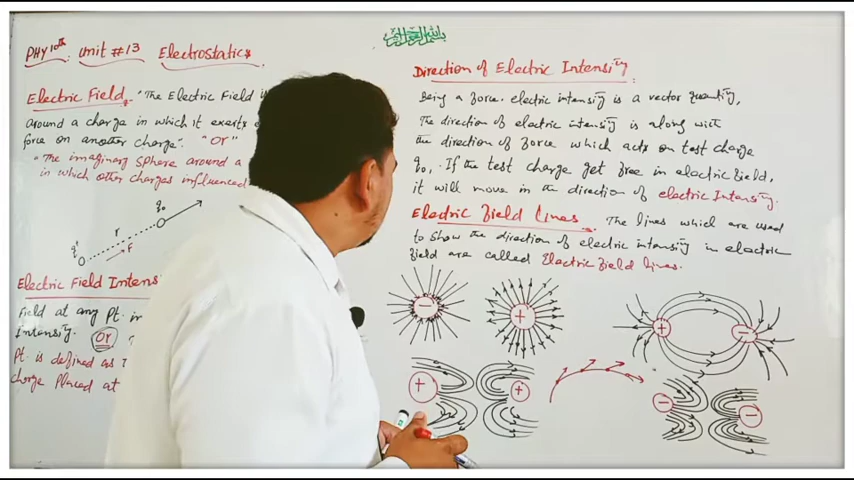 PHY 10th. Unit #13 Electrostatics
بسم اللہ الرحمن الرحیم
Electric Field. "The Electric Field i
around a charge in which it exerts e
force on another charge". "OR"
"The imaginary sphere around a
in which other charges influenced
q₀
r
q
F
Electric Field Intens
Field at any Pt. in
Intensity. OR
Pt. is defined as
charge Placed at
Direction of Electric Intensity
Being a force. electric intensity is a vector quantity,
The direction of electric intensity is along with
the direction of force which acts on test charge
q₀. If the test charge get free in electric field,
it will move in the direction of electric Intensity.
Electric field Lines. The lines which are used
to show the direction of electric intensity in electric
field are called Electric field lines.
− + + −
+ + − −